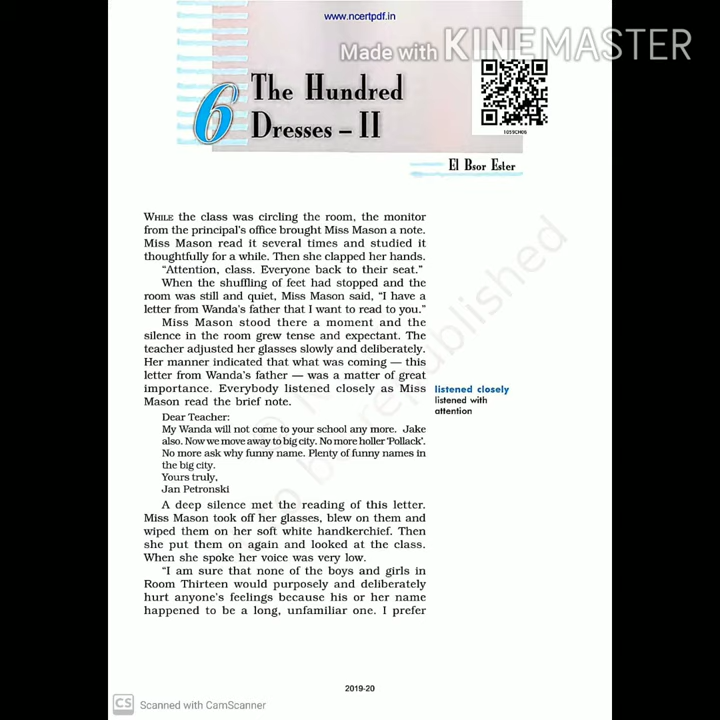 www.ncertpdf.in
Made with KINEMASTER
6
The Hundred
Dresses – II
1059CH06
El Bsor Ester
WHILE the class was circling the room, the monitor
from the principal's office brought Miss Mason a note.
Miss Mason read it several times and studied it
thoughtfully for a while. Then she clapped her hands.
“Attention, class. Everyone back to their seat.”
When the shuffling of feet had stopped and the
room was still and quiet, Miss Mason said, “I have a
letter from Wanda's father that I want to read to you.”
Miss Mason stood there a moment and the
silence in the room grew tense and expectant. The
teacher adjusted her glasses slowly and deliberately.
Her manner indicated that what was coming — this
letter from Wanda's father — was a matter of great
importance. Everybody listened closely as Miss
Mason read the brief note.
listened closely
listened with
attention
Dear Teacher:
My Wanda will not come to your school any more. Jake
also. Now we move away to big city. No more holler ‘Pollack’.
No more ask why funny name. Plenty of funny names in
the big city.
Yours truly,
Jan Petronski
A deep silence met the reading of this letter.
Miss Mason took off her glasses, blew on them and
wiped them on her soft white handkerchief. Then
she put them on again and looked at the class.
When she spoke her voice was very low.
“I am sure that none of the boys and girls in
Room Thirteen would purposely and deliberately
hurt anyone's feelings because his or her name
happened to be a long, unfamiliar one. I prefer
2019-20
CS Scanned with CamScanner